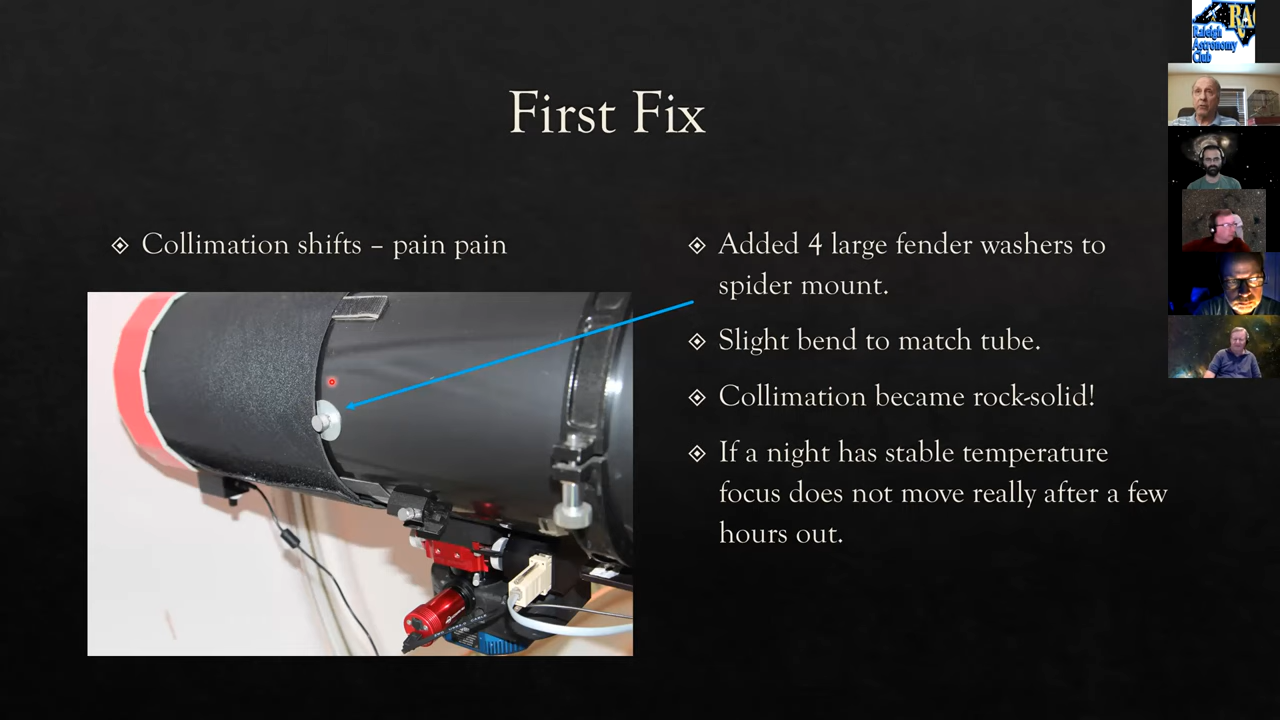 First Fix
Collimation shifts – pain pain
Added 4 large fender washers to
spider mount.
Slight bend to match tube.
Collimation became rock-solid!
If a night has stable temperature
focus does not move really after a few
hours out.
RAC
Raleigh
Astronomy
Club